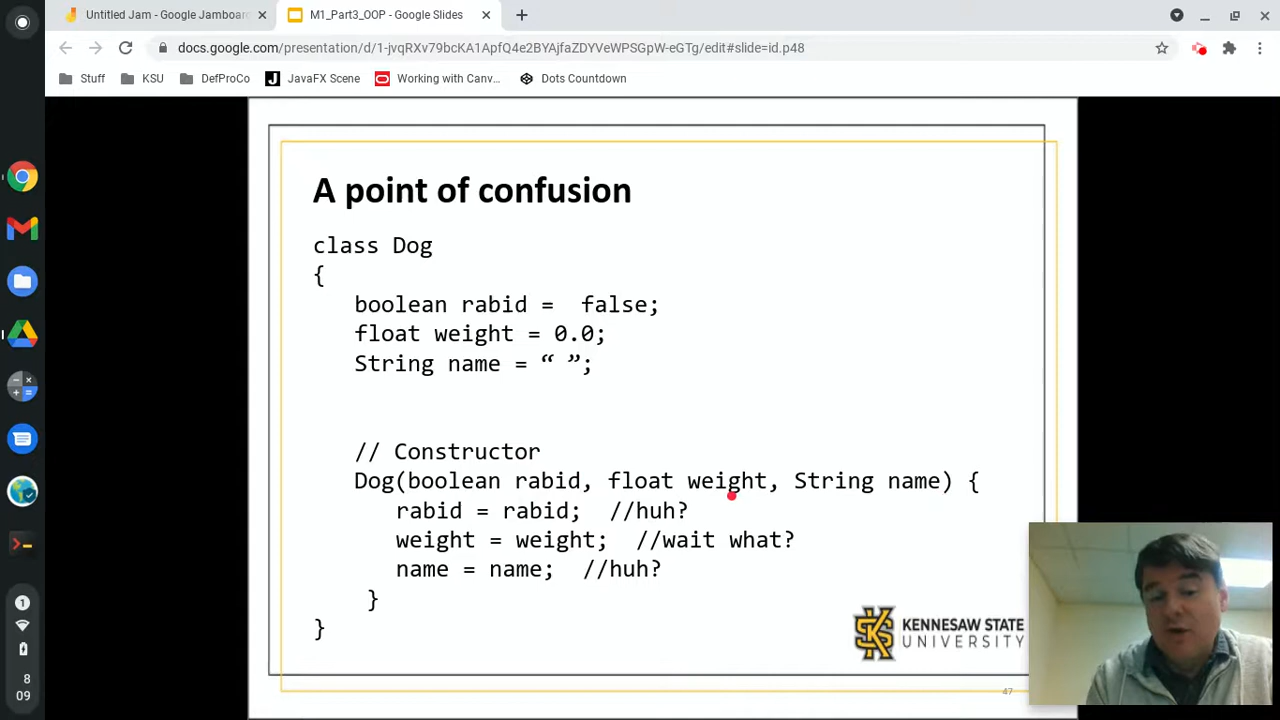 Untitled Jam - Google Jamboard
M1_Part3_OOP - Google Slides
docs.google.com/presentation/d/1-jvqRXv79bcKA1ApfQ4e2BYAjfaZDYVeWPSGpW-eGTg/edit#slide=id.p48
Stuff
KSU
DefProCo
JavaFX Scene
Working with Canv...
Dots Countdown
A point of confusion
class Dog
{
boolean rabid =  false;
float weight = 0.0;
String name = “ ”;
// Constructor
Dog(boolean rabid, float weight, String name) {
rabid = rabid;  //huh?
weight = weight;  //wait what?
name = name;  //huh?
}
}
KENNESAW STATE
UNIVERSITY
47
1
8
09